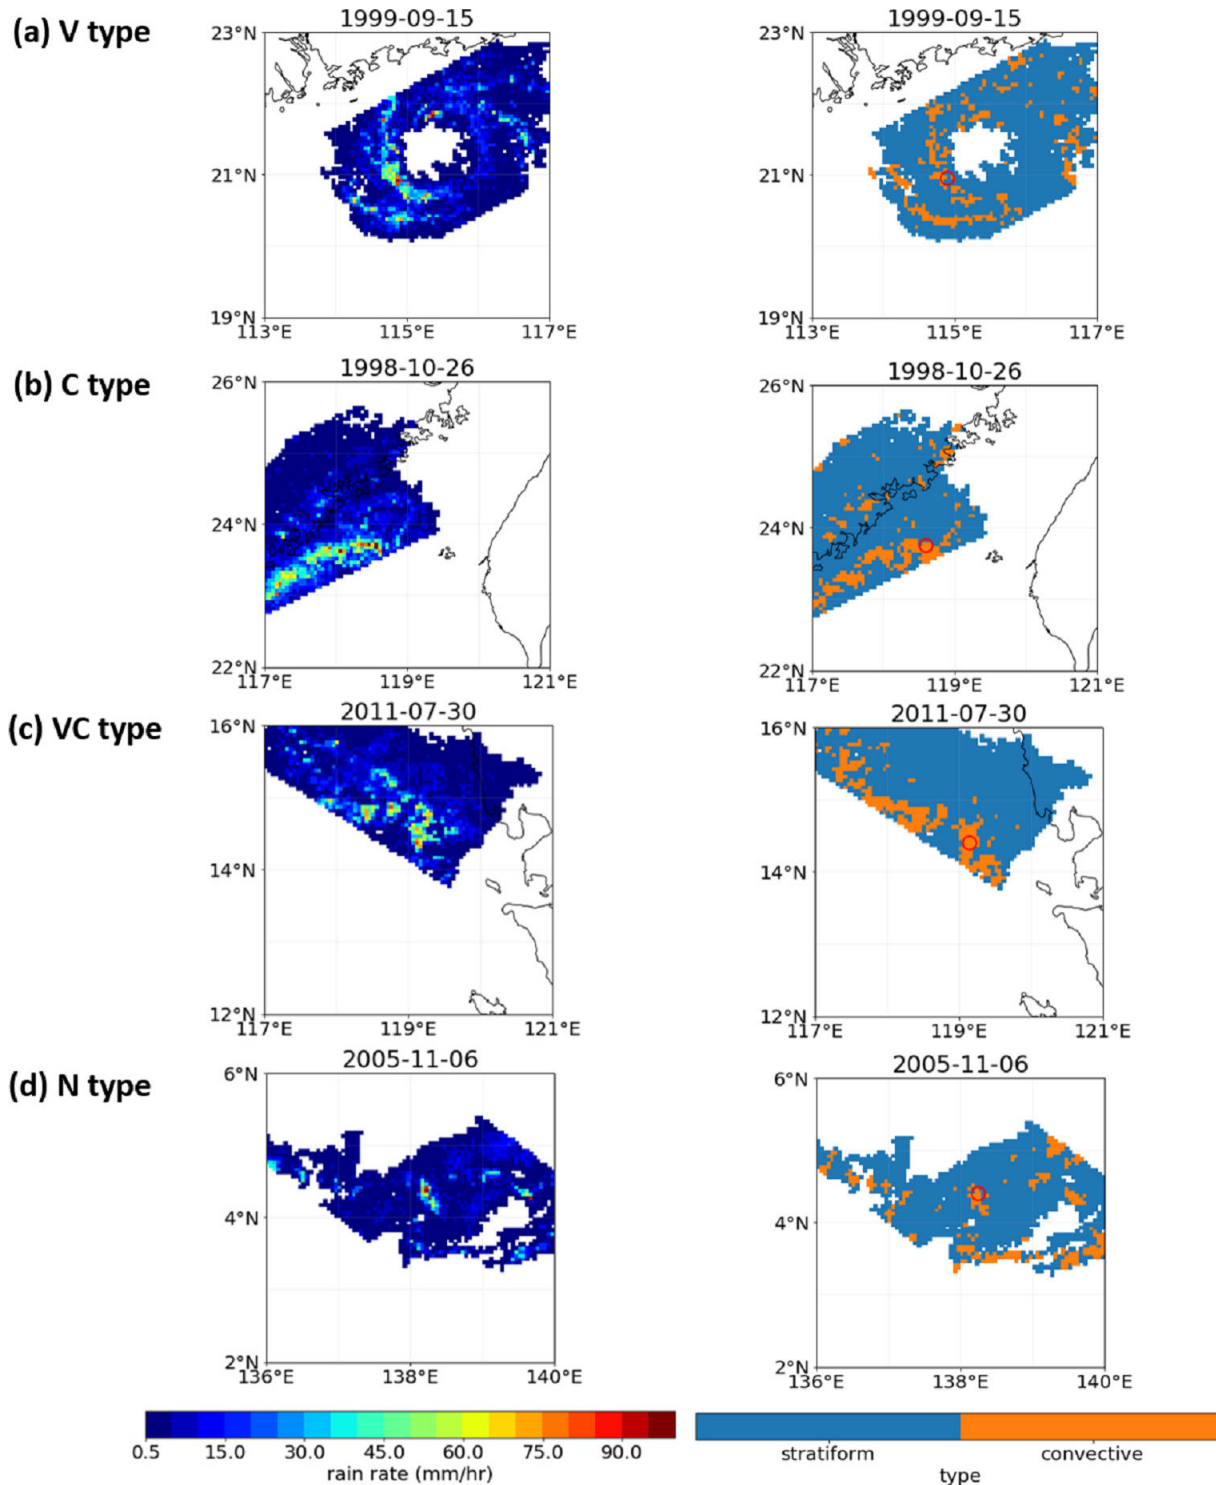 (a) V type
1999-09-15
1999-09-15
23°N
21°N
19°N
113°E 115°E 117°E
23°N
21°N
19°N
113°E 115°E 117°E
(b) C type
1998-10-26
1998-10-26
26°N
24°N
22°N
117°E 119°E 121°E
26°N
24°N
22°N
117°E 119°E 121°E
(c) VC type
2011-07-30
2011-07-30
16°N
14°N
12°N
117°E 119°E 121°E
16°N
14°N
12°N
117°E 119°E 121°E
(d) N type
2005-11-06
2005-11-06
6°N
4°N
2°N
136°E 138°E 140°E
6°N
4°N
2°N
136°E 138°E 140°E
0.5 15.0 30.0 45.0 60.0 75.0 90.0
rain rate (mm/hr)
stratiform convective
type